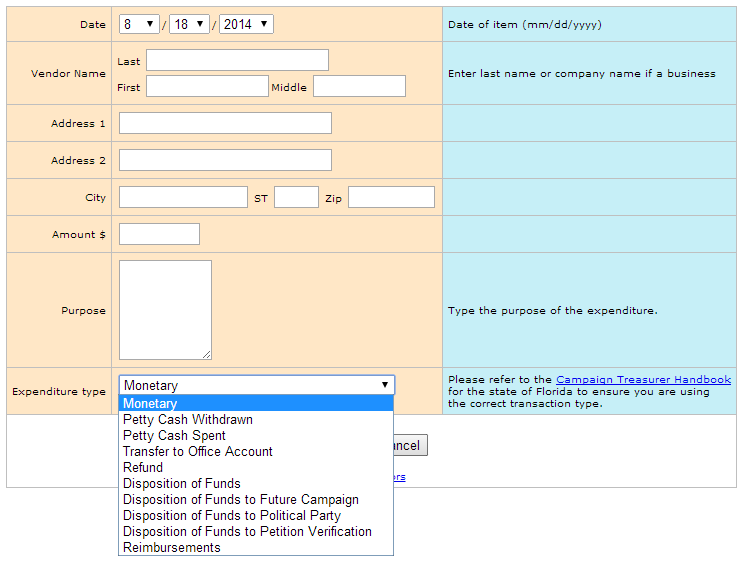 Date 8 / 18 / 2014 Date of item (mm/dd/yyyy)
Vendor Name Last Enter last name or company name if a business
First Middle
Address 1
Address 2
City ST Zip
Amount $
Purpose Type the purpose of the expenditure.
Expenditure type Monetary
Please refer to the Campaign Treasurer Handbook
for the state of Florida to ensure you are using
the correct transaction type.
Monetary
Petty Cash Withdrawn
Petty Cash Spent
Transfer to Office Account
Refund
Disposition of Funds
Disposition of Funds to Future Campaign
Disposition of Funds to Political Party
Disposition of Funds to Petition Verification
Reimbursements